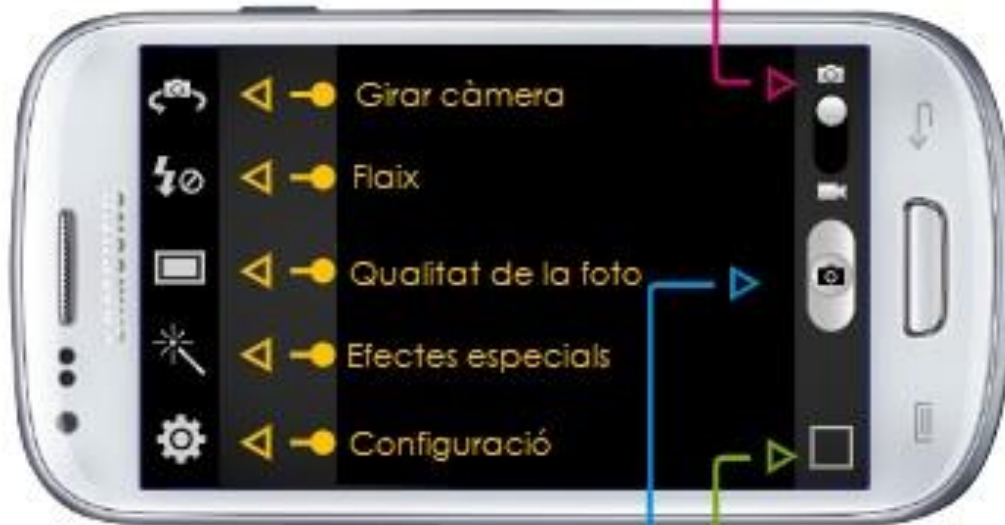 Girar càmera
Flaix
Qualitat de la foto
Efectes especials
Configuració